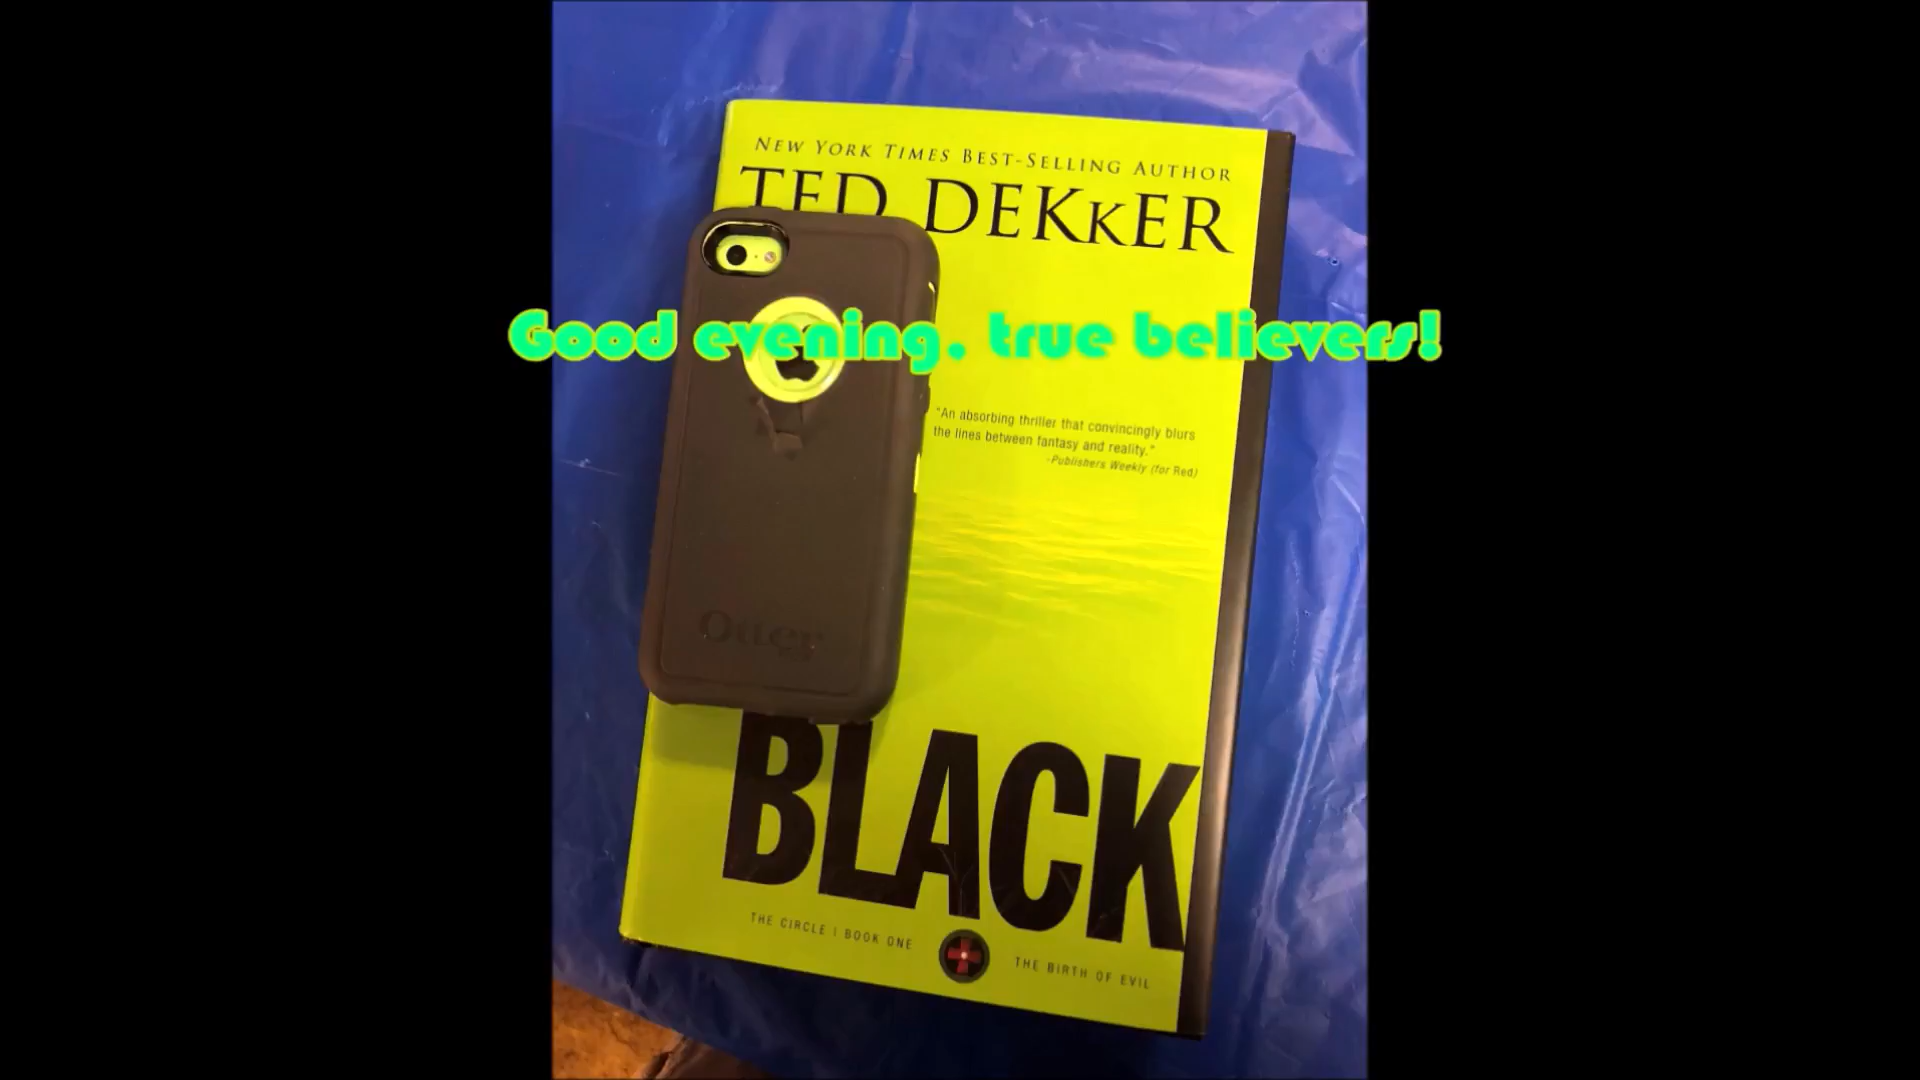 NEW YORK TIMES BEST-SELLING AUTHOR
TED DEKKER
Good evening, true believers!
"An absorbing thriller that convincingly blurs
the lines between fantasy and reality."
-Publishers Weekly (for Red)
Otter
BLACK
THE CIRCLE | BOOK ONE
THE BIRTH OF EVIL